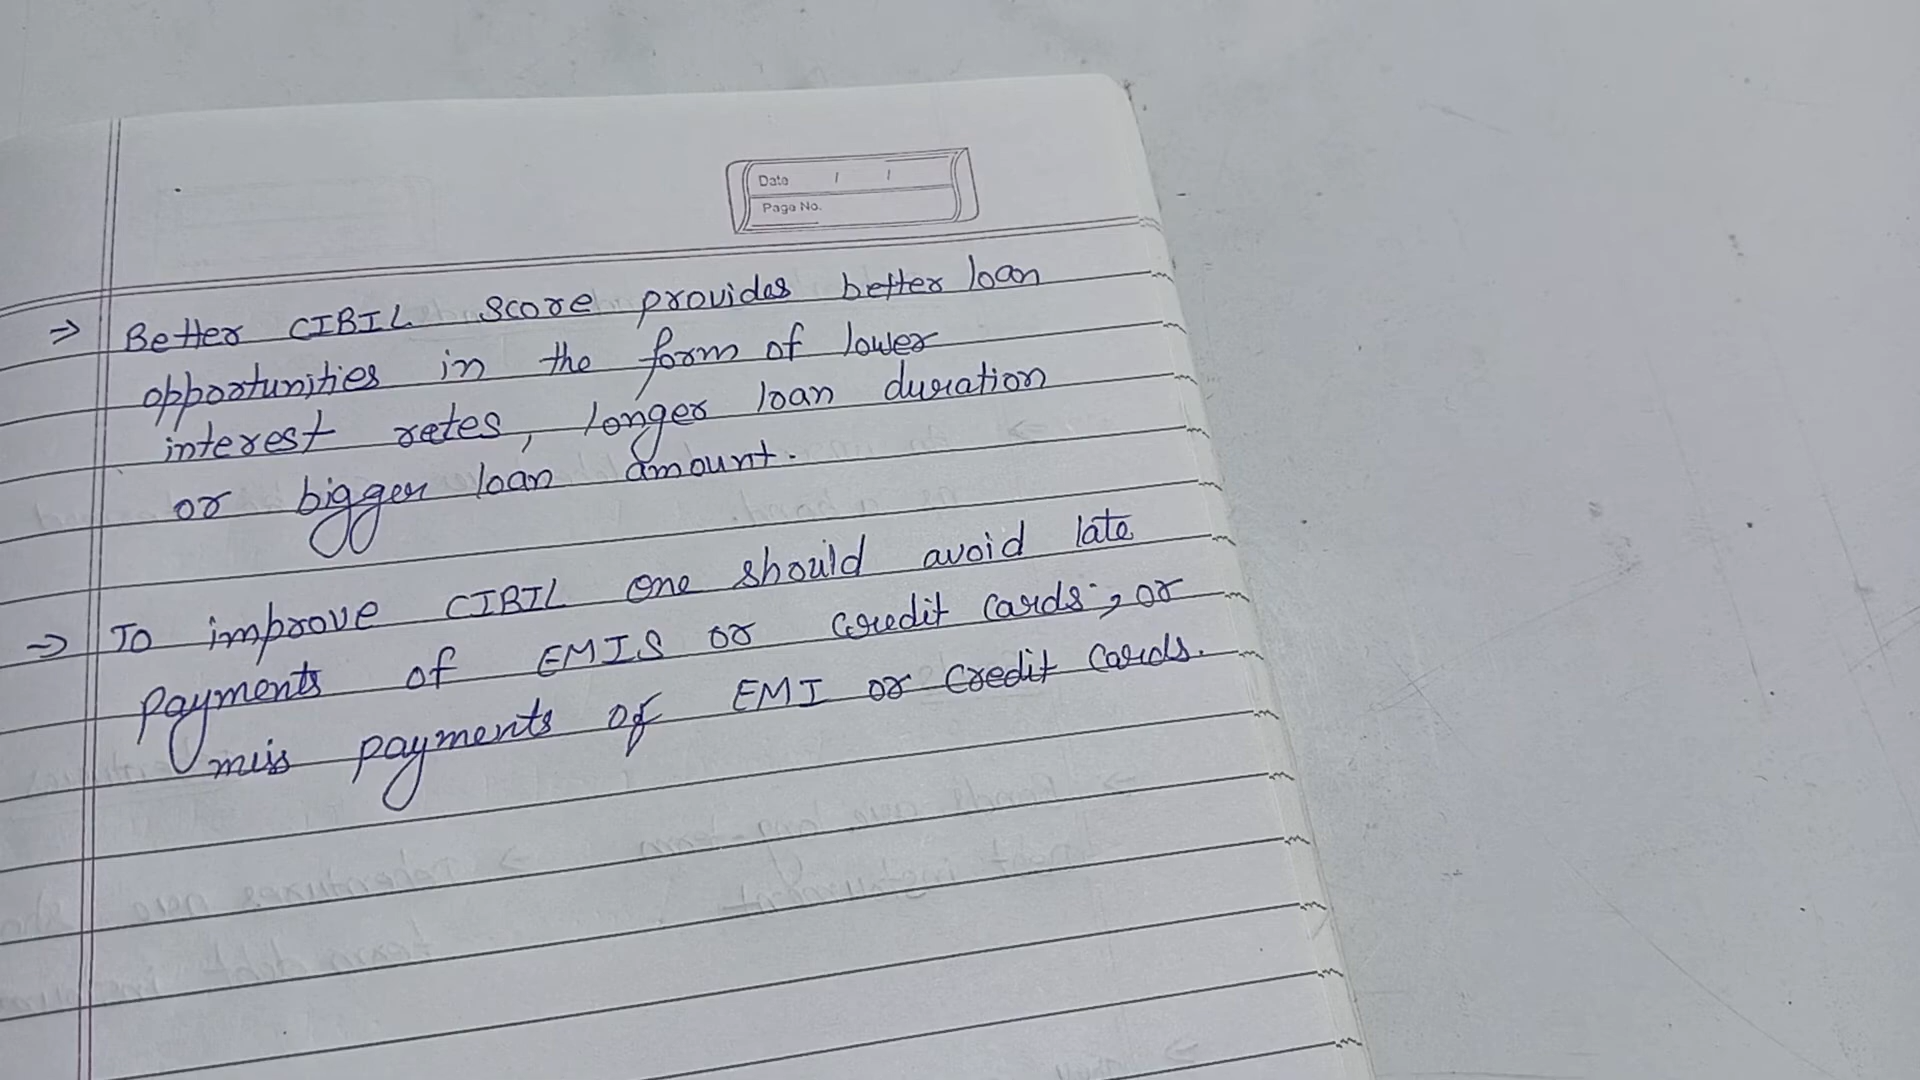 Date / /
Page No.
⇒ Better CIBIL Score provides better loan
opportunities in the form of lower
interest retes, longer loan duration
or bigger loan amount.
⇒ To improve CIBIL one should avoid late
payments of EMIS or credit cards, or
miss payments of EMI or credit cards.